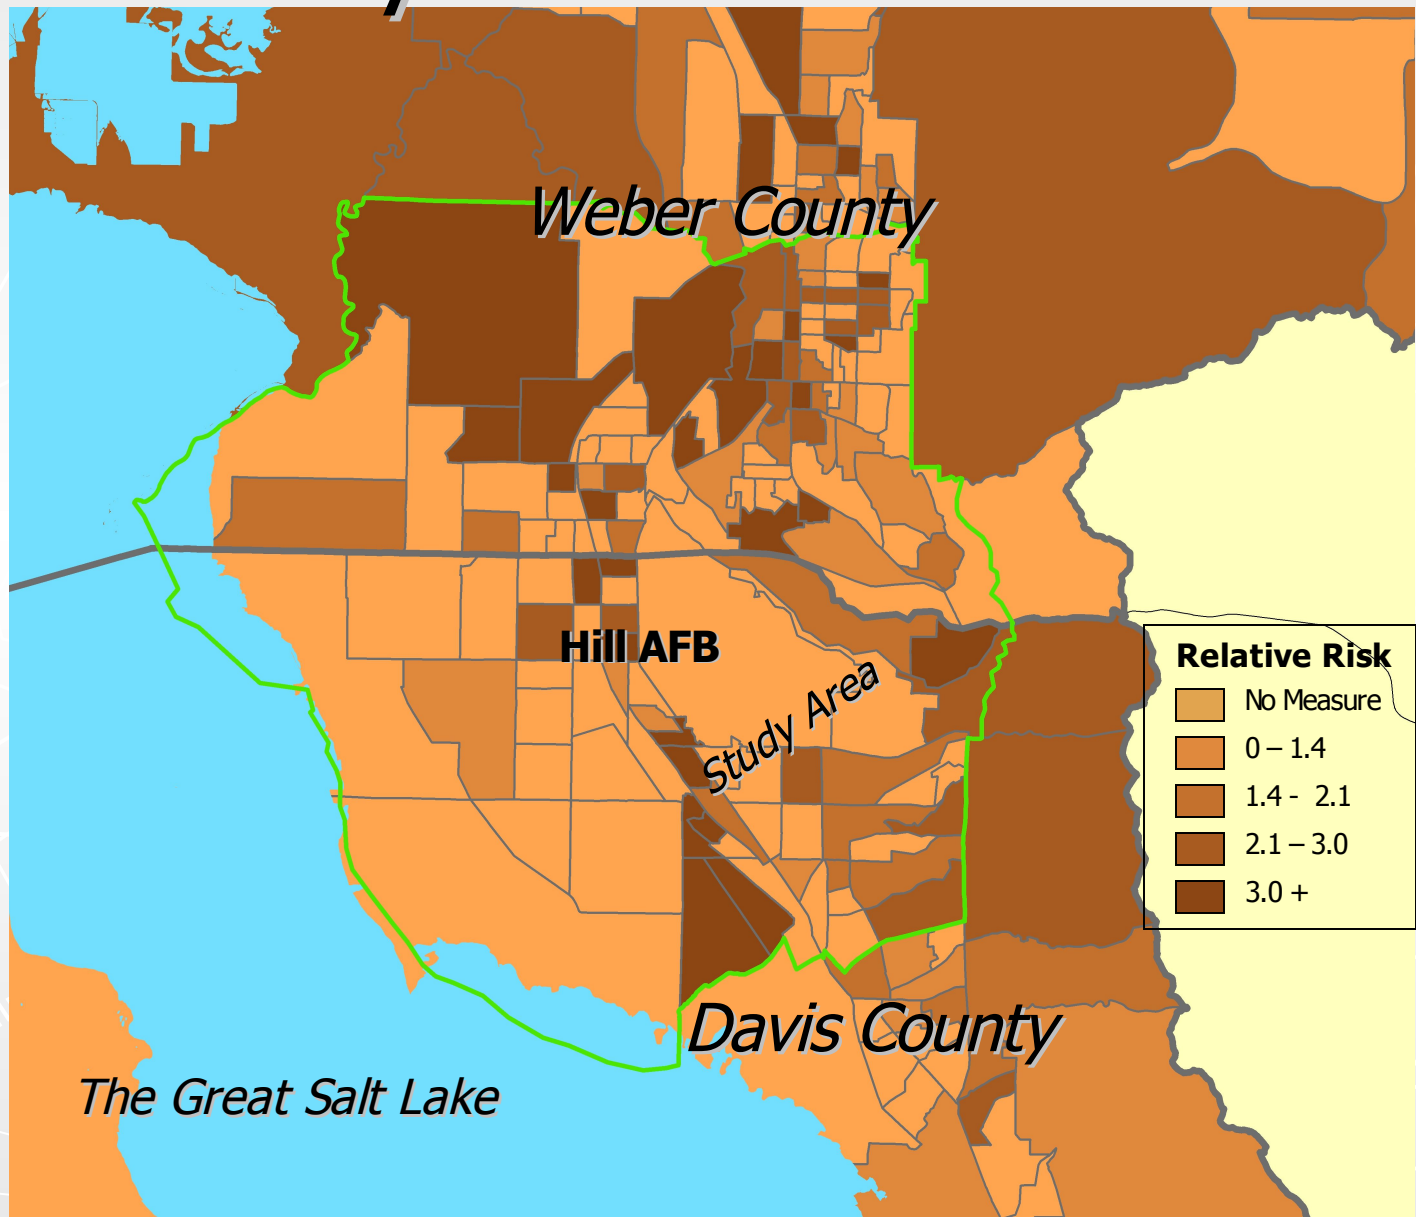 Weber County
Hill AFB
Study Area
Relative Risk
No Measure
0 – 1.4
1.4 - 2.1
2.1 – 3.0
3.0 +
Davis County
The Great Salt Lake